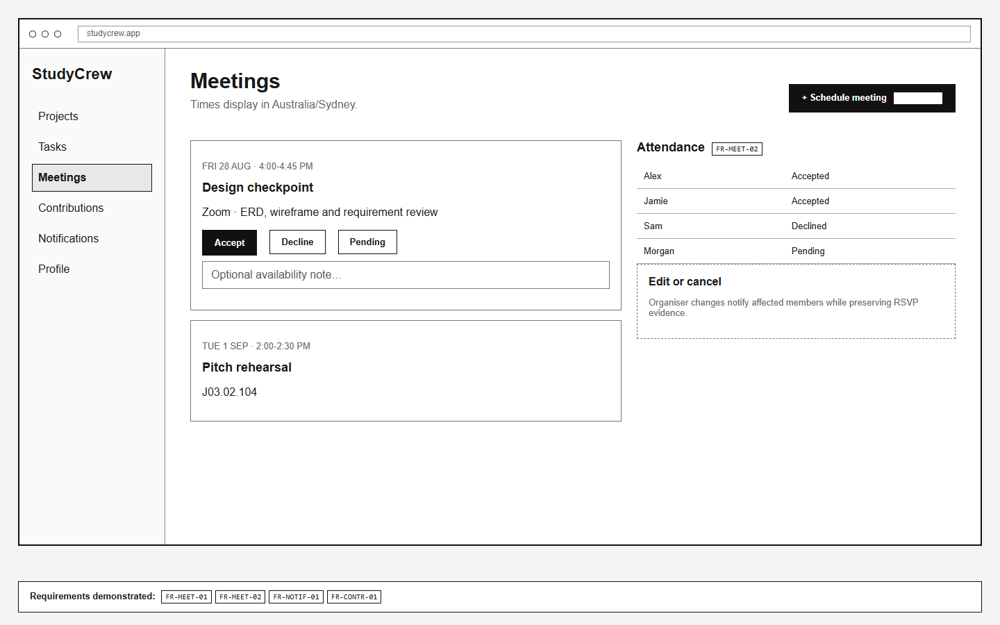 studycrew.app
StudyCrew
Projects
Tasks
Meetings
Contributions
Notifications
Profile
Meetings
Times display in Australia/Sydney.
+ Schedule meeting
FRI 28 AUG · 4:00-4:45 PM
Design checkpoint
Zoom · ERD, wireframe and requirement review
Accept Decline Pending
Optional availability note…
TUE 1 SEP · 2:00-2:30 PM
Pitch rehearsal
J03.02.104
Attendance FR-MEET-02
Alex Accepted
Jamie Accepted
Sam Declined
Morgan Pending
Edit or cancel
Organiser changes notify affected members while preserving RSVP
evidence.
Requirements demonstrated: FR-MEET-01 FR-MEET-02 FR-NOTIF-01 FR-CONTR-01